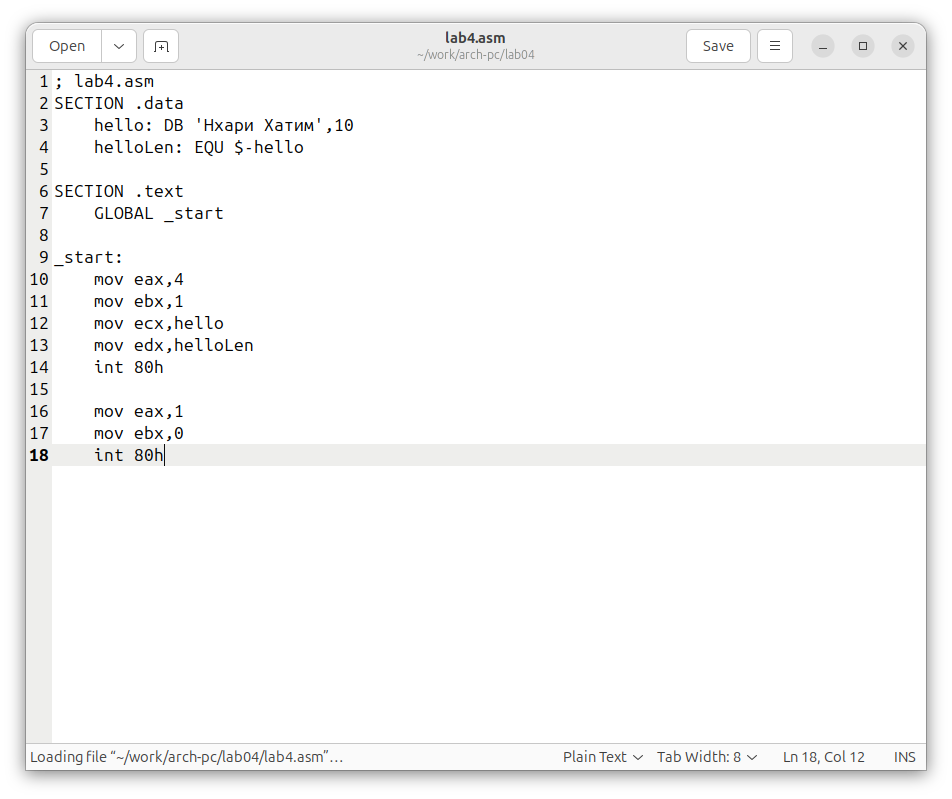 Open
lab4.asm
~/work/arch-pc/lab04
Save
1 ; lab4.asm
2 SECTION .data
3     hello: DB 'Нхари Хатим',10
4     helloLen: EQU $-hello
5
6 SECTION .text
7     GLOBAL _start
8
9 _start:
10     mov eax,4
11     mov ebx,1
12     mov ecx,hello
13     mov edx,helloLen
14     int 80h
15
16     mov eax,1
17     mov ebx,0
18     int 80h
Loading file “~/work/arch-pc/lab04/lab4.asm”… Plain Text Tab Width: 8 Ln 18, Col 12 INS